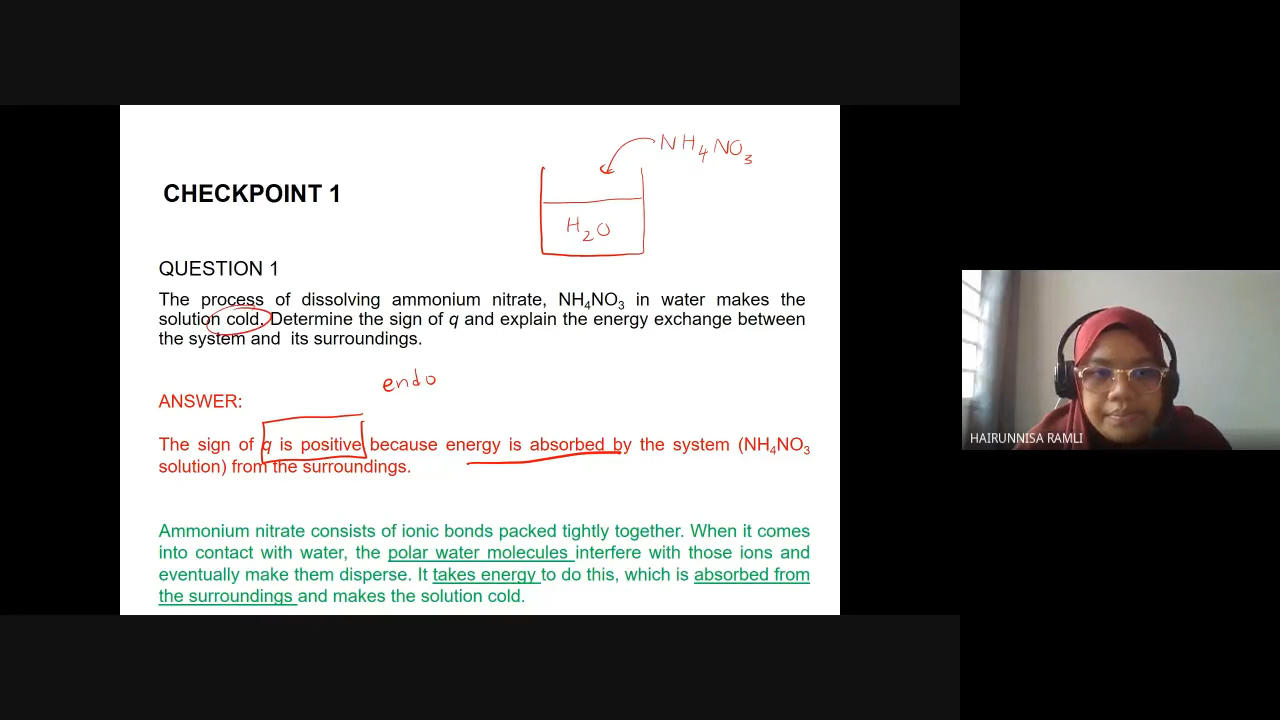 NH4NO3
H2O
CHECKPOINT 1
QUESTION 1
The process of dissolving ammonium nitrate, NH₄NO₃ in water makes the
solution cold. Determine the sign of q and explain the energy exchange between
the system and its surroundings.
endo
ANSWER:
The sign of q is positive because energy is absorbed by the system (NH₄NO₃
solution) from the surroundings.
Ammonium nitrate consists of ionic bonds packed tightly together. When it comes
into contact with water, the polar water molecules interfere with those ions and
eventually make them disperse. It takes energy to do this, which is absorbed from
the surroundings and makes the solution cold.
HAIRUNNISA RAMLI